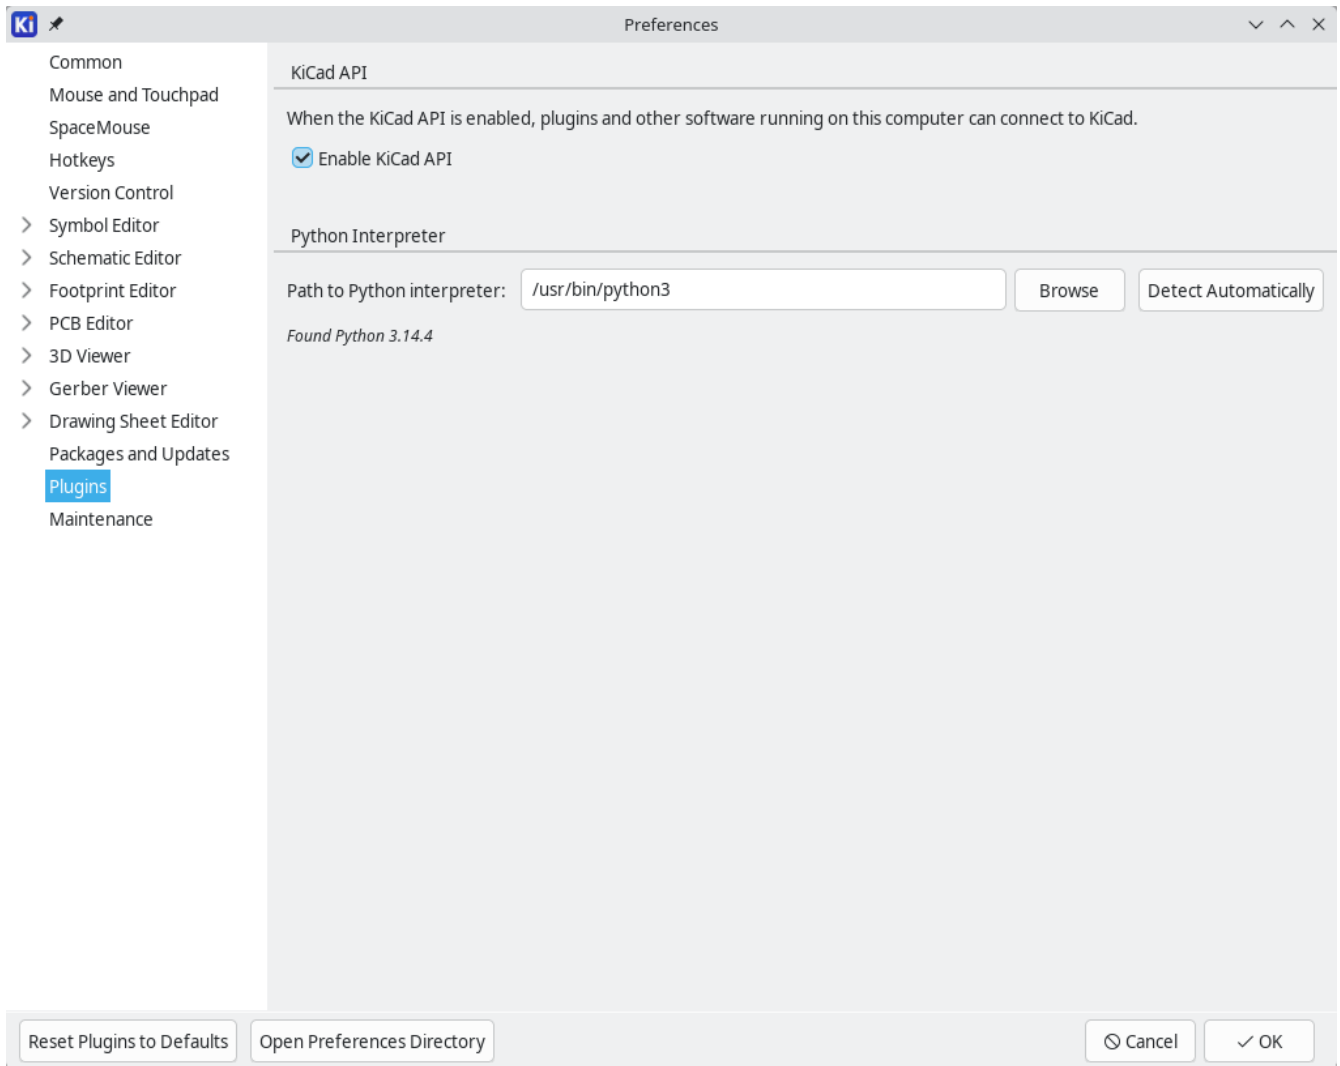 Ki
Preferences
Common
Mouse and Touchpad
SpaceMouse
Hotkeys
Version Control
Symbol Editor
Schematic Editor
Footprint Editor
PCB Editor
3D Viewer
Gerber Viewer
Drawing Sheet Editor
Packages and Updates
Plugins
Maintenance
KiCad API
When the KiCad API is enabled, plugins and other software running on this computer can connect to KiCad.
Enable KiCad API
Python Interpreter
Path to Python interpreter: /usr/bin/python3 Browse Detect Automatically
Found Python 3.14.4
Reset Plugins to Defaults Open Preferences Directory Cancel OK